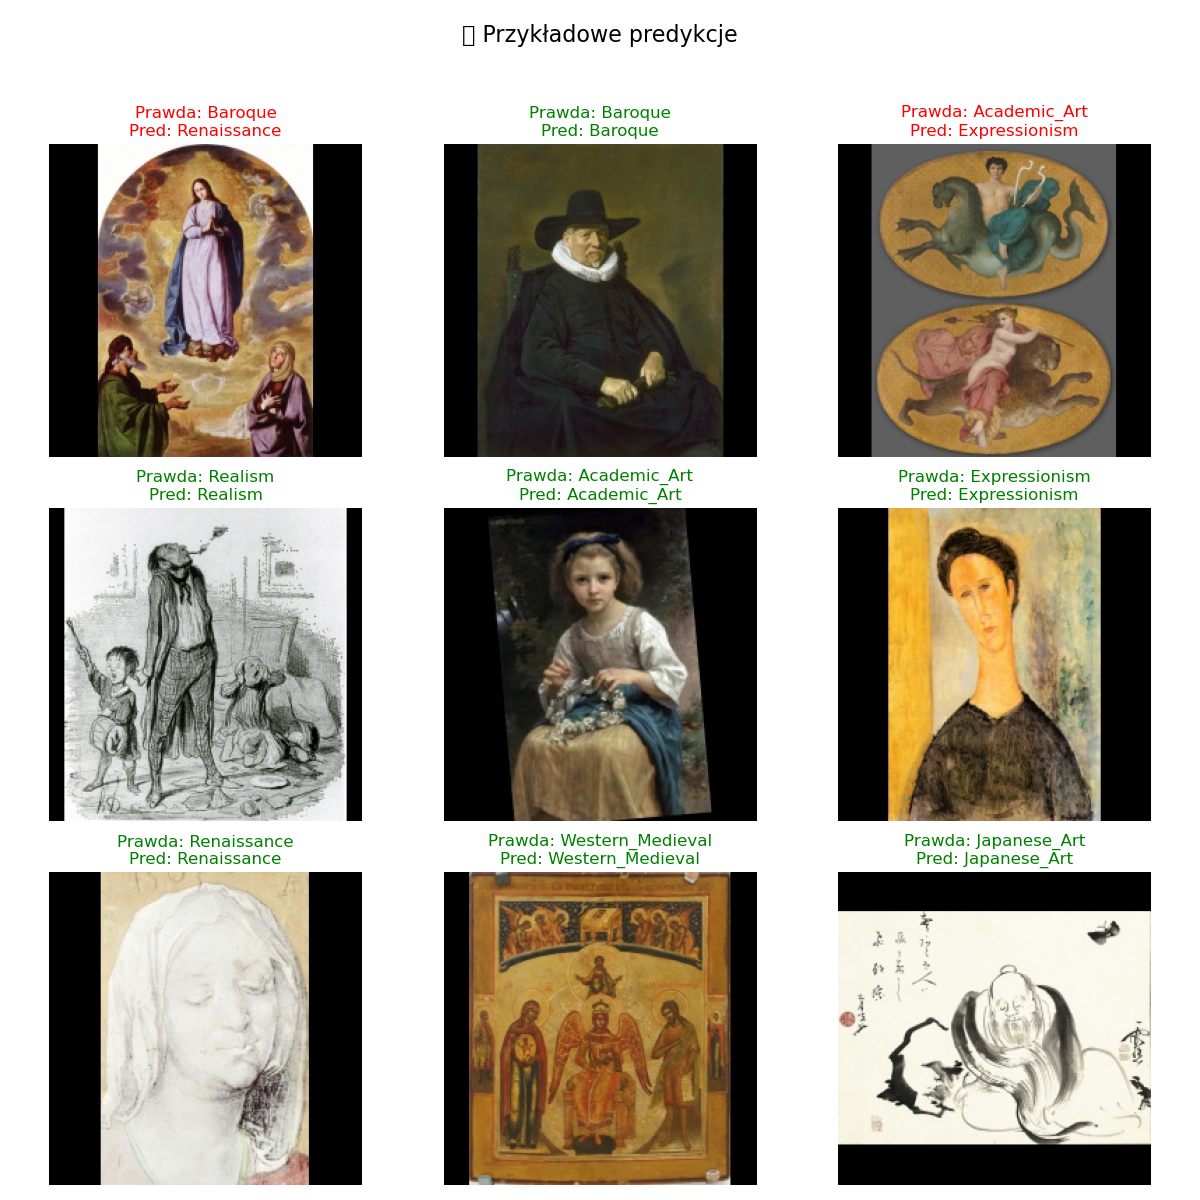 Przykładowe predykcje
Prawda: Baroque
Pred: Renaissance
Prawda: Baroque
Pred: Baroque
Prawda: Academic_Art
Pred: Expressionism
Prawda: Realism
Pred: Realism
Prawda: Academic_Art
Pred: Academic_Art
Prawda: Expressionism
Pred: Expressionism
Prawda: Renaissance
Pred: Renaissance
Prawda: Western_Medieval
Pred: Western_Medieval
Prawda: Japanese_Art
Pred: Japanese_Art